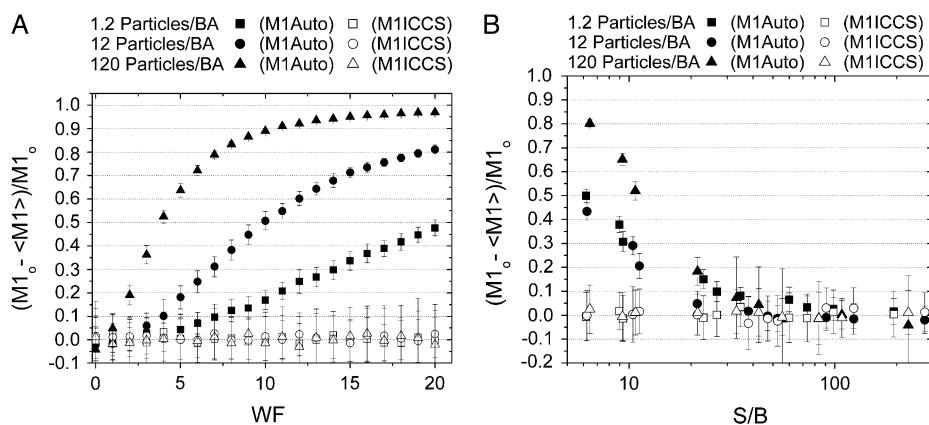 A
1.2 Particles/BA ■ (M1Auto) □ (M1ICCS)
12 Particles/BA ● (M1Auto) ○ (M1ICCS)
120 Particles/BA ▲ (M1Auto) △ (M1ICCS)
(M1o - <M1>)/M1o
1.0
0.9
0.8
0.7
0.6
0.5
0.4
0.3
0.2
0.1
0.0
-0.1
0 5 10 15 20
WF
B
1.2 Particles/BA ■ (M1Auto) □ (M1ICCS)
12 Particles/BA ● (M1Auto) ○ (M1ICCS)
120 Particles/BA ▲ (M1Auto) △ (M1ICCS)
(M1o - <M1>)/M1o
1.0
0.9
0.8
0.7
0.6
0.5
0.4
0.3
0.2
0.1
0.0
-0.1
-0.2
10 100
S/B